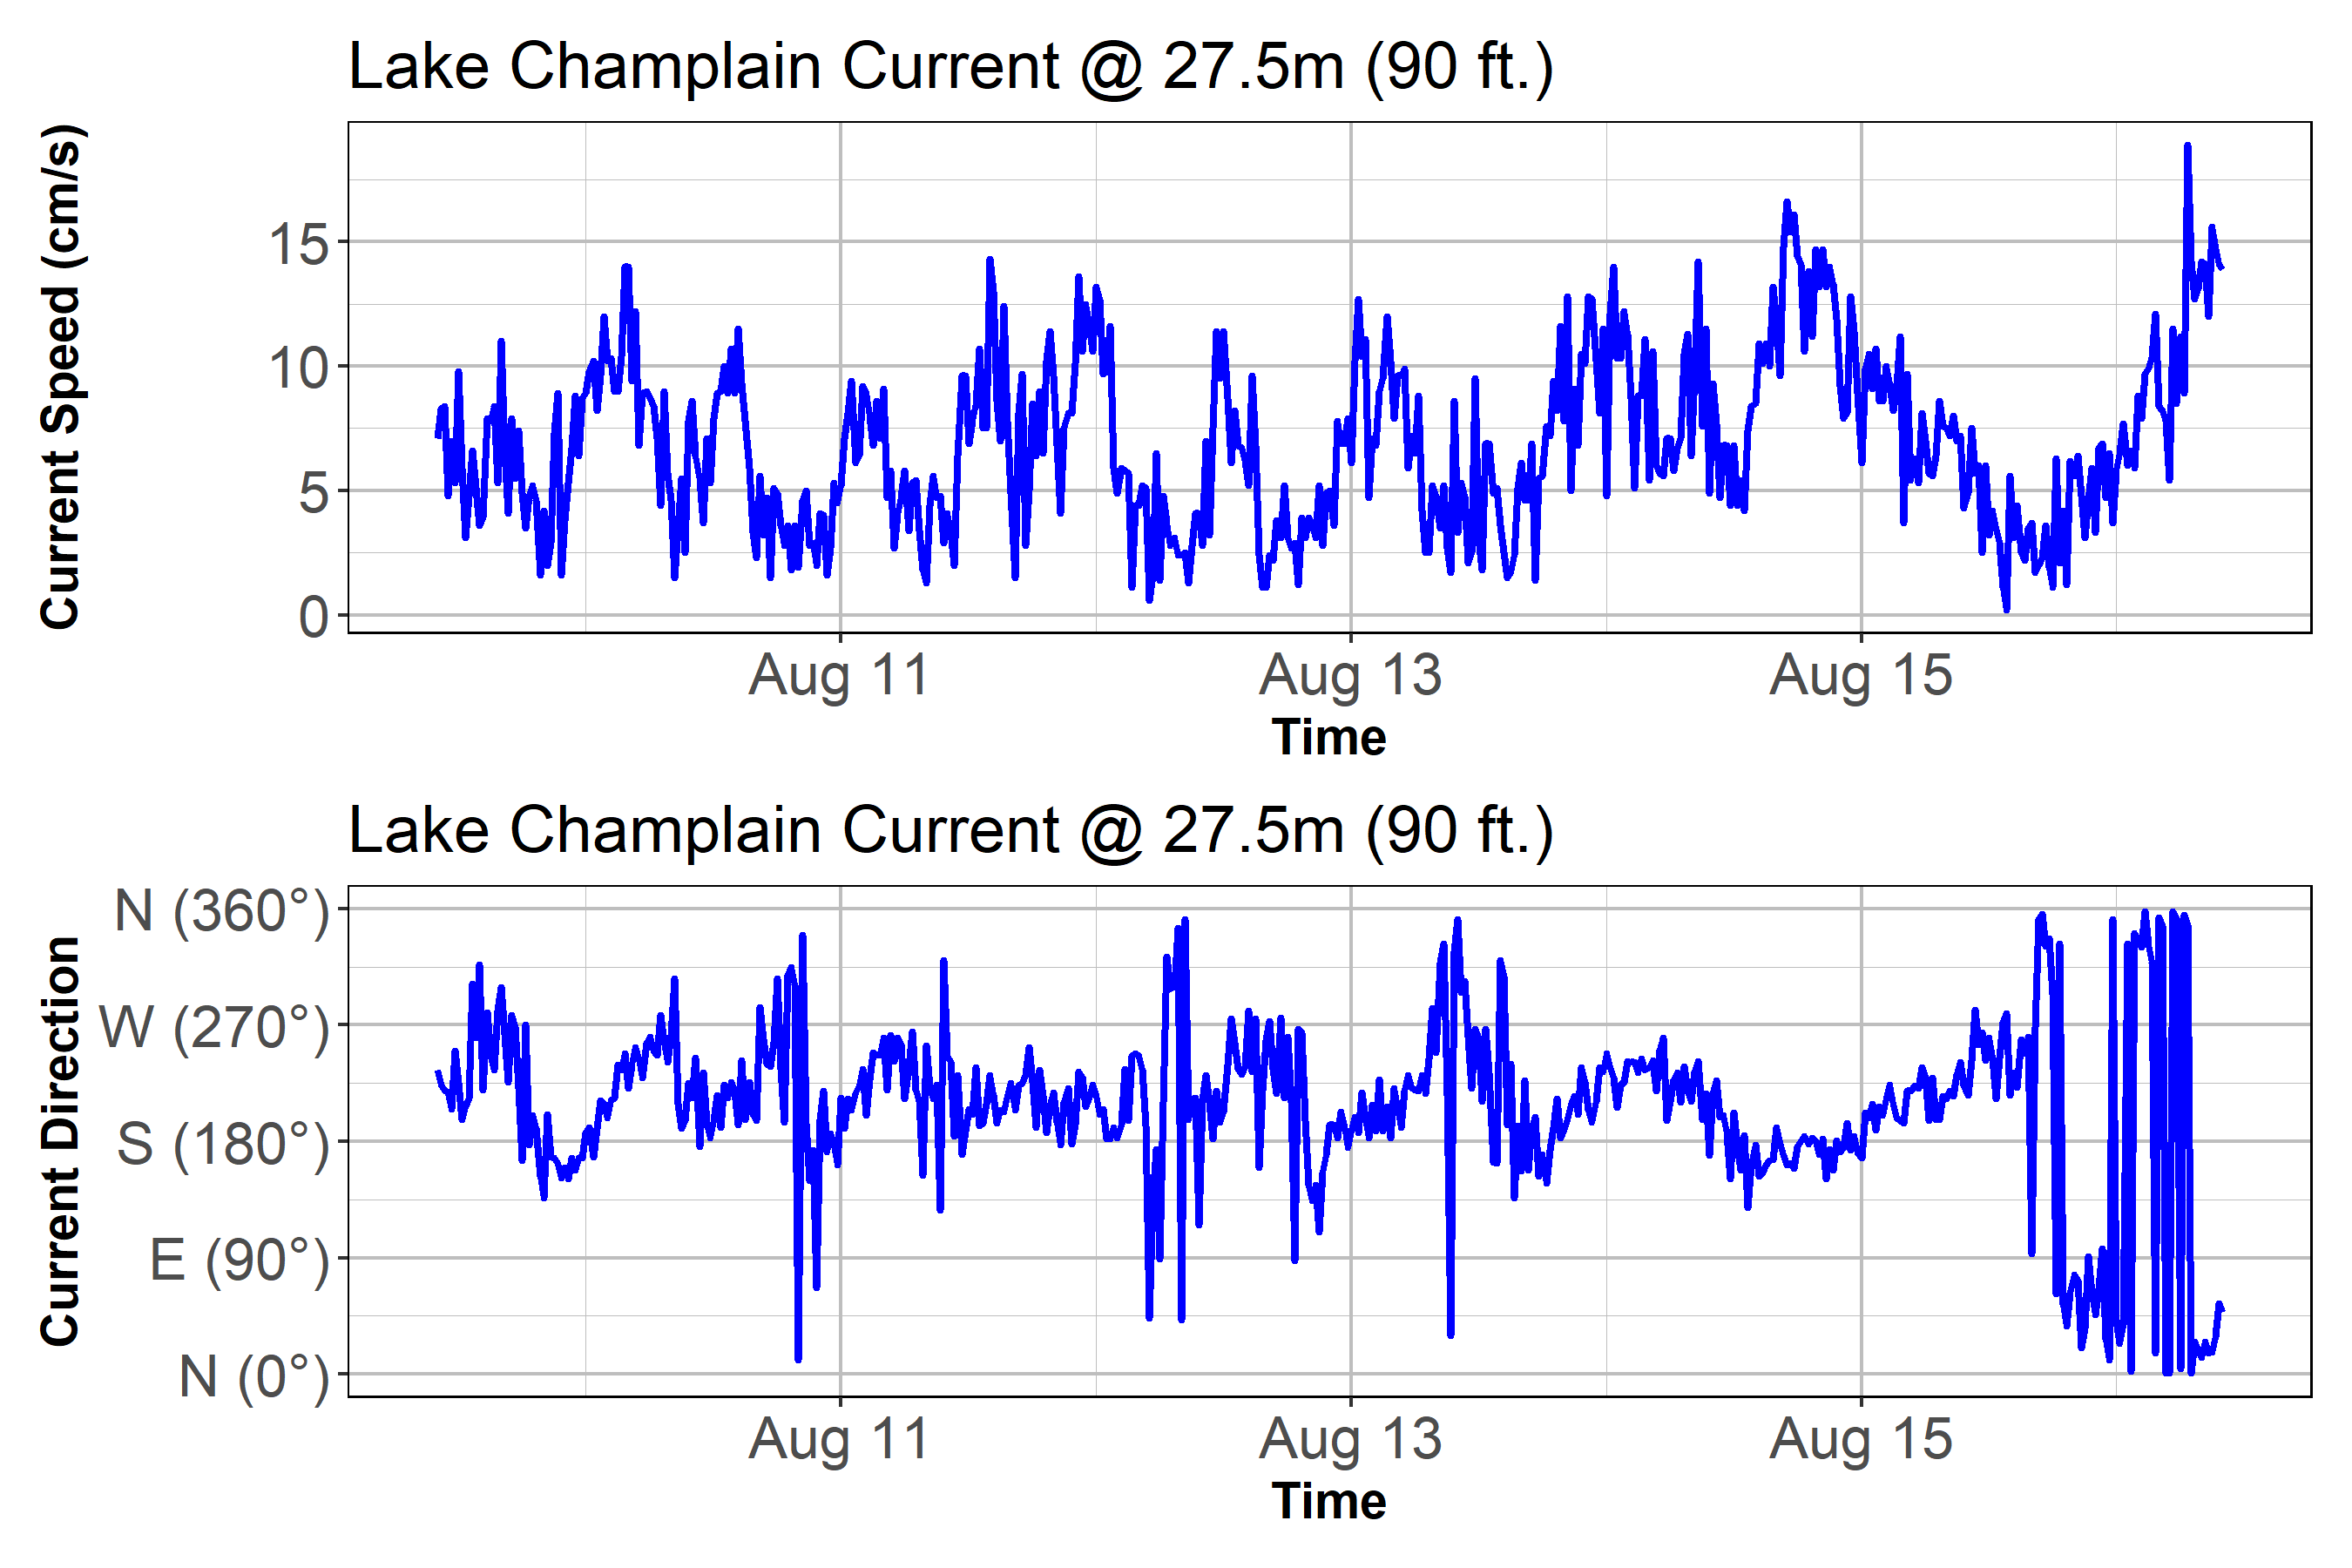 Lake Champlain Current @ 27.5m (90 ft.)
Current Speed (cm/s)
15
10
5
0
Aug 11 Aug 13 Aug 15
Time
Lake Champlain Current @ 27.5m (90 ft.)
Current Direction
N (360°)
W (270°)
S (180°)
E (90°)
N (0°)
Aug 11 Aug 13 Aug 15
Time